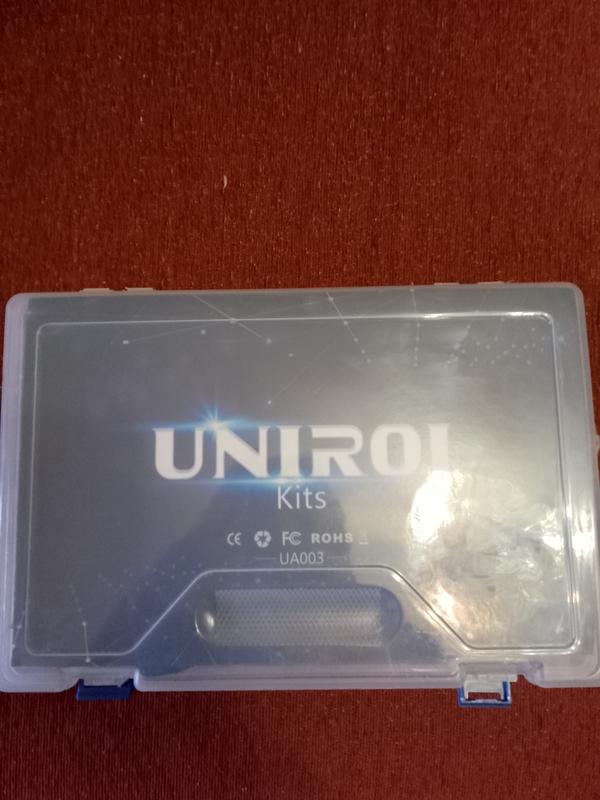 UNIROI
Kits
CE FC ROHS
UA003